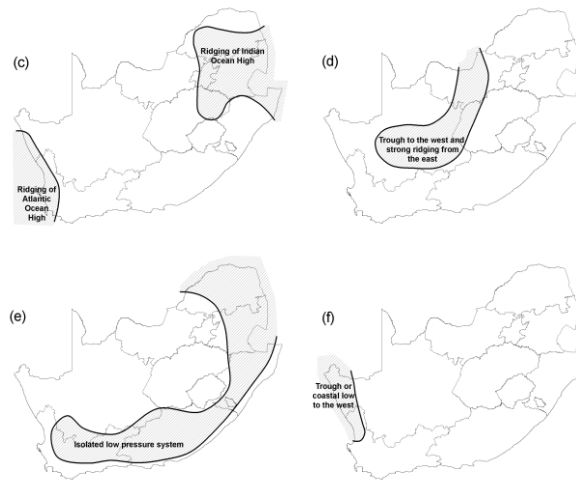 (c)
Ridging of Indian
Ocean High
Ridging of
Atlantic
Ocean
High
(d)
Trough to the west and
strong ridging from
the east
(e)
Isolated low pressure system
(f)
Trough or
coastal low
to the west